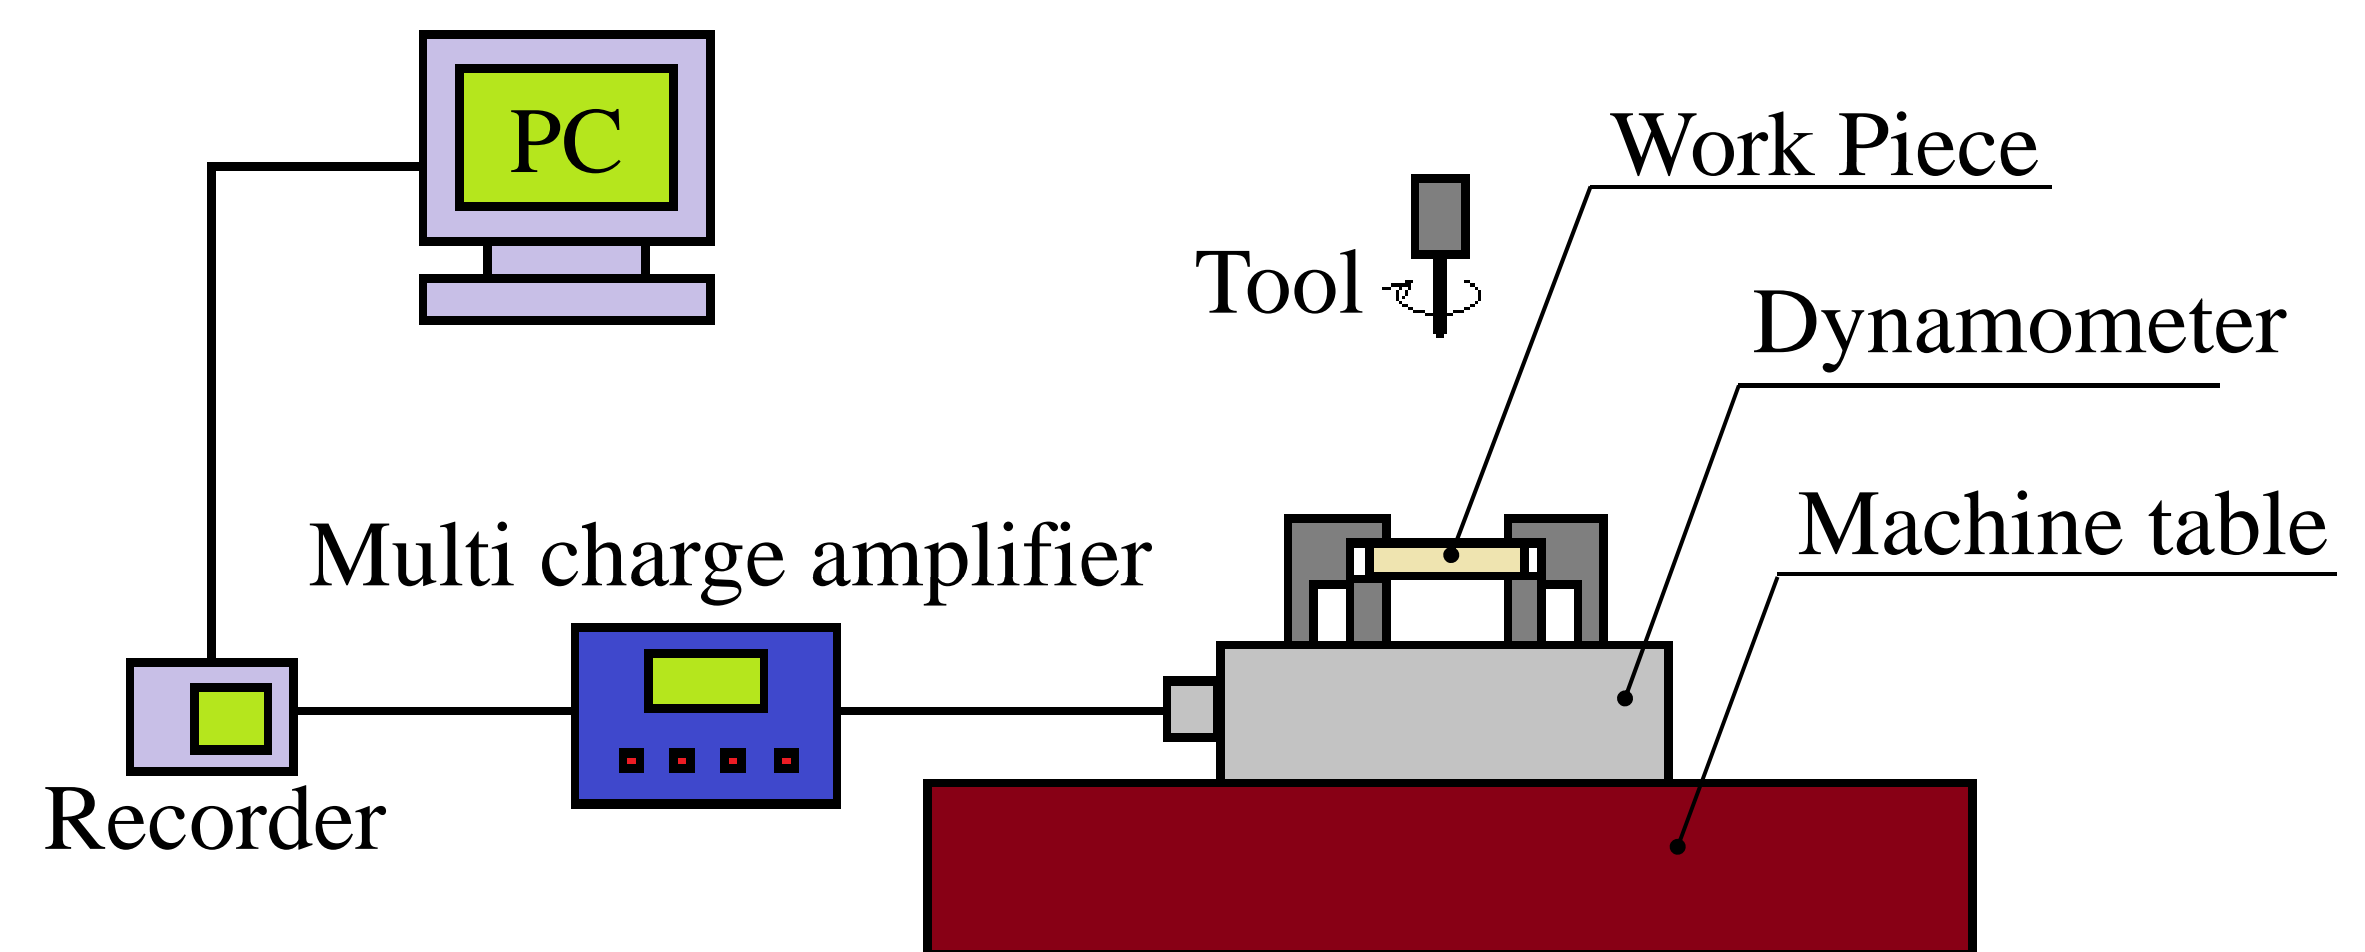 PC
Work Piece
Tool
Dynamometer
Machine table
Multi charge amplifier
Recorder